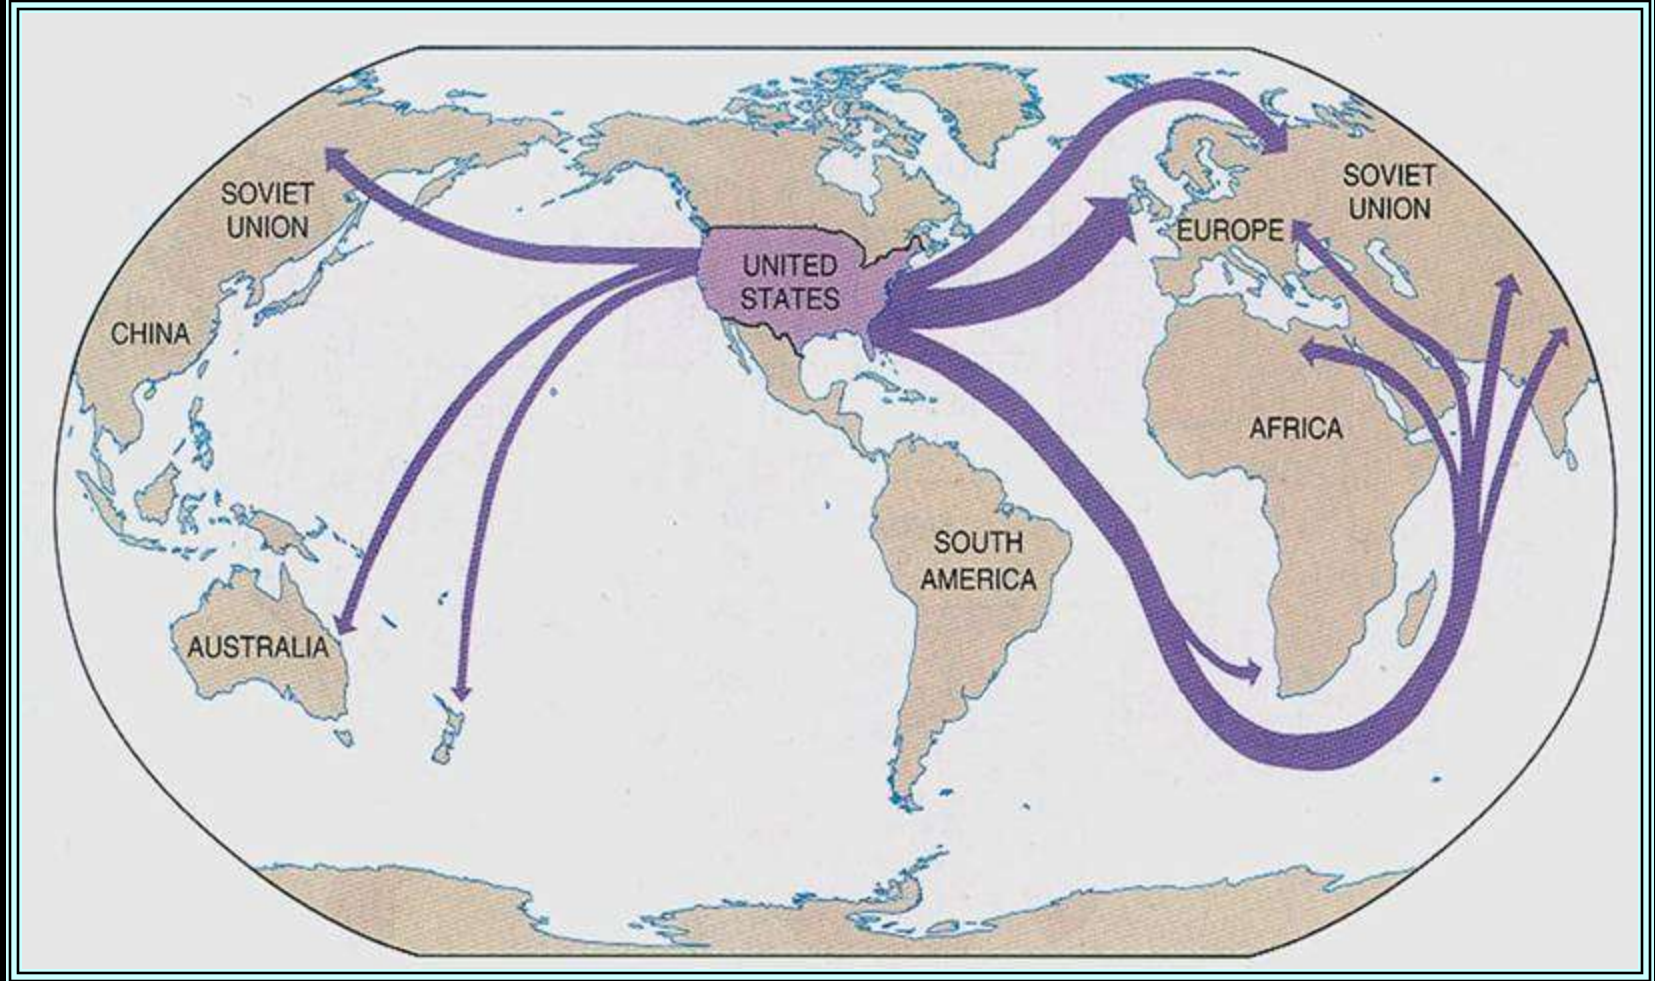 SOVIET
UNION
CHINA
AUSTRALIA
UNITED
STATES
SOUTH
AMERICA
EUROPE
SOVIET
UNION
AFRICA